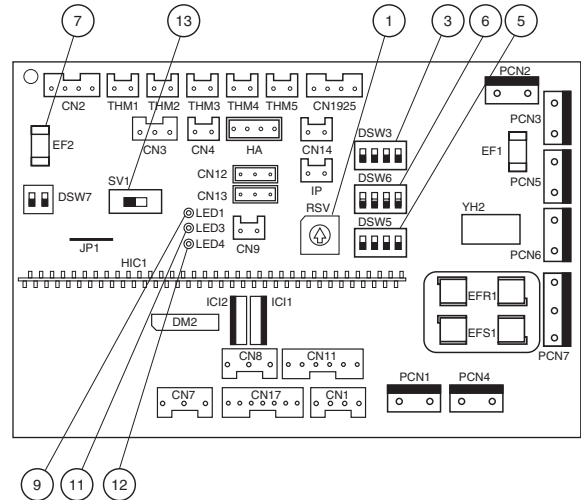 7 13 1 3 6 5
PCN2
CN2 THM1 THM2 THM3 THM4 THM5 CN1925
PCN3
CN3 CN4 HA CN14 DSW3
EF2 EF1
CN12 IP DSW6 PCN5
DSW7 SV1 CN13 RSV
YH2
LED1
LED3 DSW5
LED4 CN9 PCN6
JP1
HIC1
ICI2 ICI1 EFR1
DM2 EFS1
CN8 CN11 PCN7
PCN1 PCN4
CN7 CN17 CN1
9 11 12